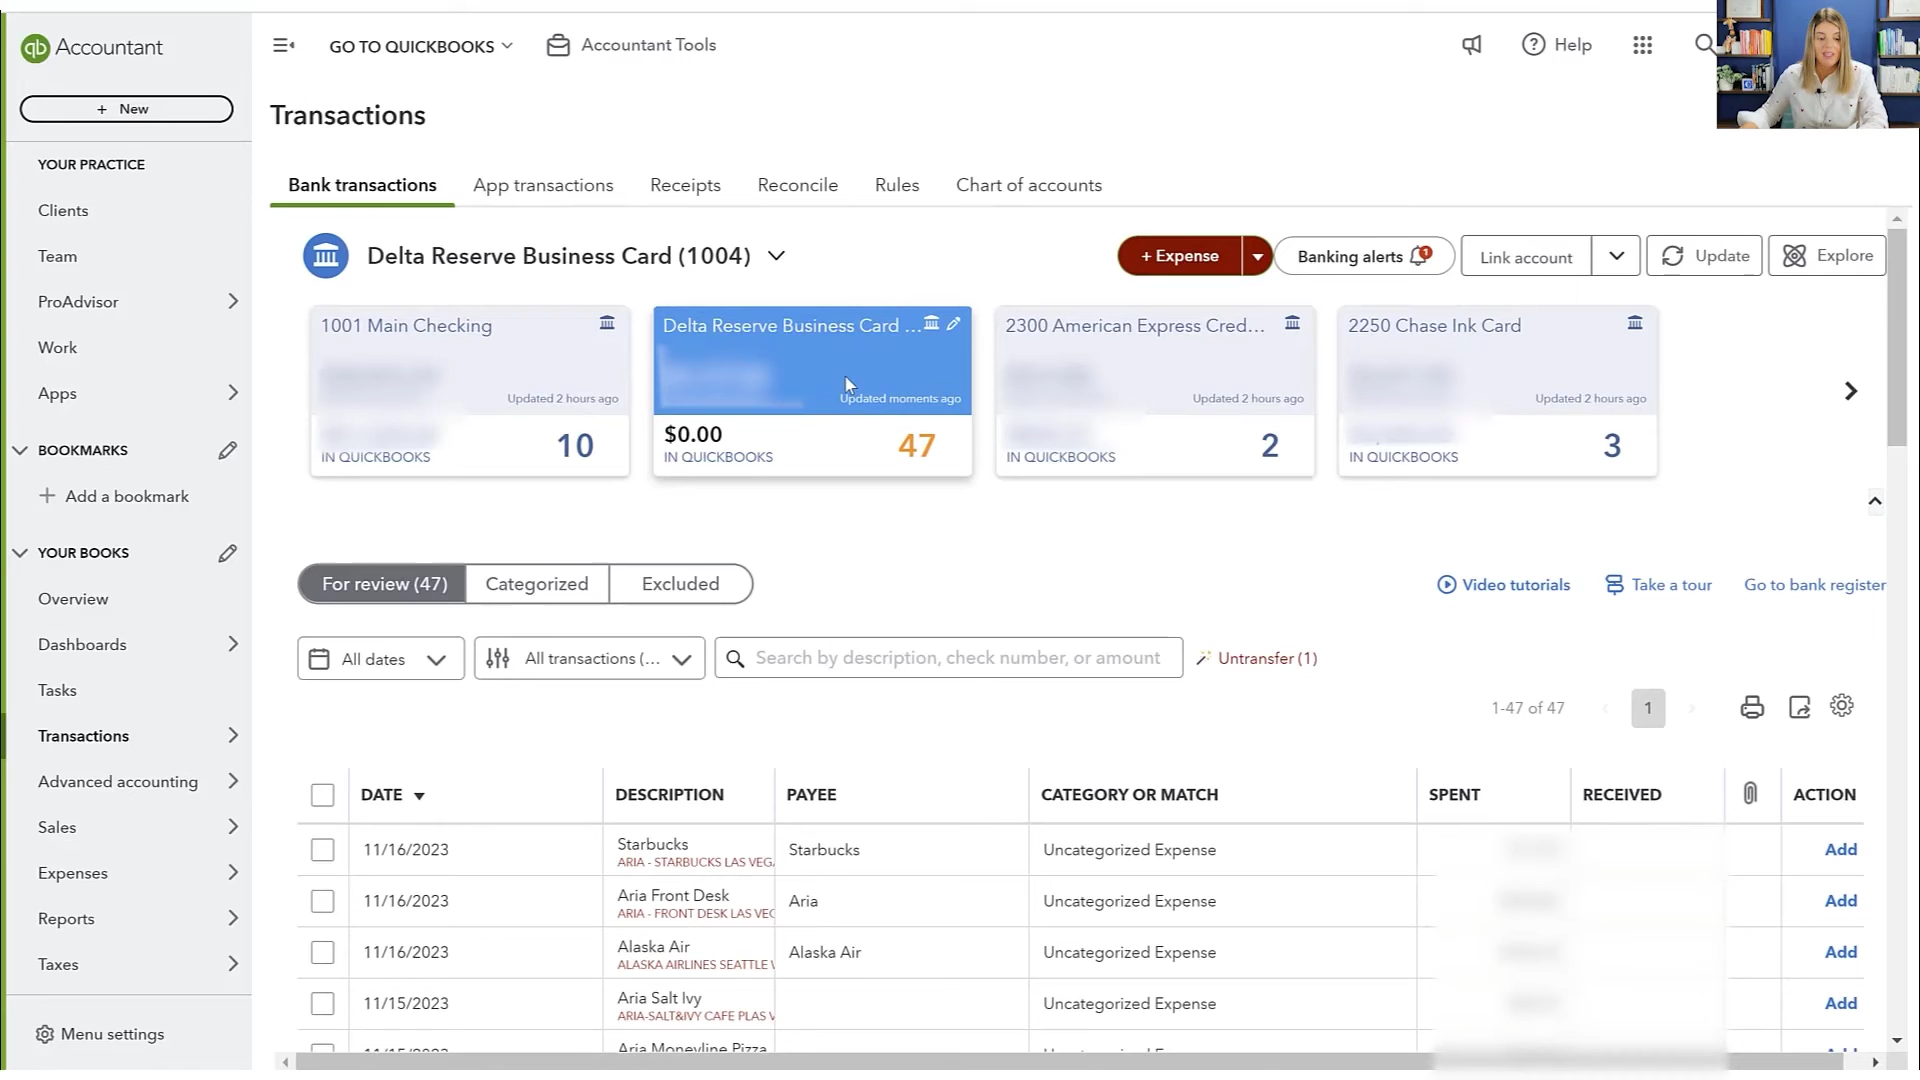 qb Accountant
GO TO QUICKBOOKS
Accountant Tools
Help
+ New
Transactions
YOUR PRACTICE
Clients
Team
ProAdvisor
Work
Apps
BOOKMARKS
Add a bookmark
YOUR BOOKS
Overview
Dashboards
Tasks
Transactions
Advanced accounting
Sales
Expenses
Reports
Taxes
Menu settings
Bank transactions
App transactions
Receipts
Reconcile
Rules
Chart of accounts
Delta Reserve Business Card (1004)
+ Expense
Banking alerts 1
Link account
Update
Explore
1001 Main Checking
Updated 2 hours ago
IN QUICKBOOKS
10
Delta Reserve Business Card ...
Updated moments ago
$0.00
IN QUICKBOOKS
47
2300 American Express Cred...
Updated 2 hours ago
IN QUICKBOOKS
2
2250 Chase Ink Card
Updated 2 hours ago
IN QUICKBOOKS
3
For review (47)
Categorized
Excluded
Video tutorials
Take a tour
Go to bank register
All dates
All transactions (...
Search by description, check number, or amount
Untransfer (1)
1-47 of 47
1
DATE
DESCRIPTION
PAYEE
CATEGORY OR MATCH
SPENT
RECEIVED
ACTION
11/16/2023
Starbucks
ARIA - STARBUCKS LAS VEGA
Starbucks
Uncategorized Expense
Add
11/16/2023
Aria Front Desk
ARIA - FRONT DESK LAS VEG
Aria
Uncategorized Expense
Add
11/16/2023
Alaska Air
ALASKA AIRLINES SEATTLE
Alaska Air
Uncategorized Expense
Add
11/15/2023
Aria Salt Ivy
ARIA-SALT&IVY CAFE PLAS V
Uncategorized Expense
Add
11/15/2023
Aria Moneyline Pizza
Uncategorized Expense
Add